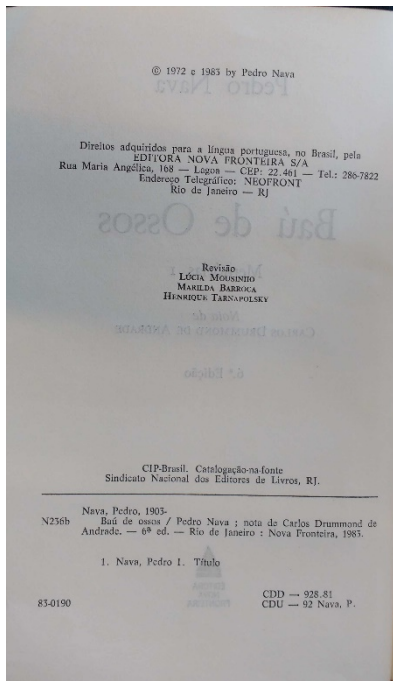 © 1972 e 1983 by Pedro Nava
Direitos adquiridos para a língua portuguesa, no Brasil, pela
EDITORA NOVA FRONTEIRA S/A
Rua Maria Angélica, 168 — Lagoa — CEP: 22.461 — Tel.: 286-7822
Endereço Telegráfico: NEOFRONT
Rio de Janeiro — RJ
Revisão
LÚCIA MOUSINHO
MARILDA BARROCA
HENRIQUE TARNAPOLSKY
CIP-Brasil. Catalogação-na-fonte
Sindicato Nacional dos Editores de Livros, RJ.
Nava, Pedro, 1903-
N236b Baú de ossos / Pedro Nava ; nota de Carlos Drummond de
Andrade. — 6ª ed. — Rio de Janeiro : Nova Fronteira, 1983.
1. Nava, Pedro I. Título
CDD — 928.81
83-0190 CDU — 92 Nava, P.